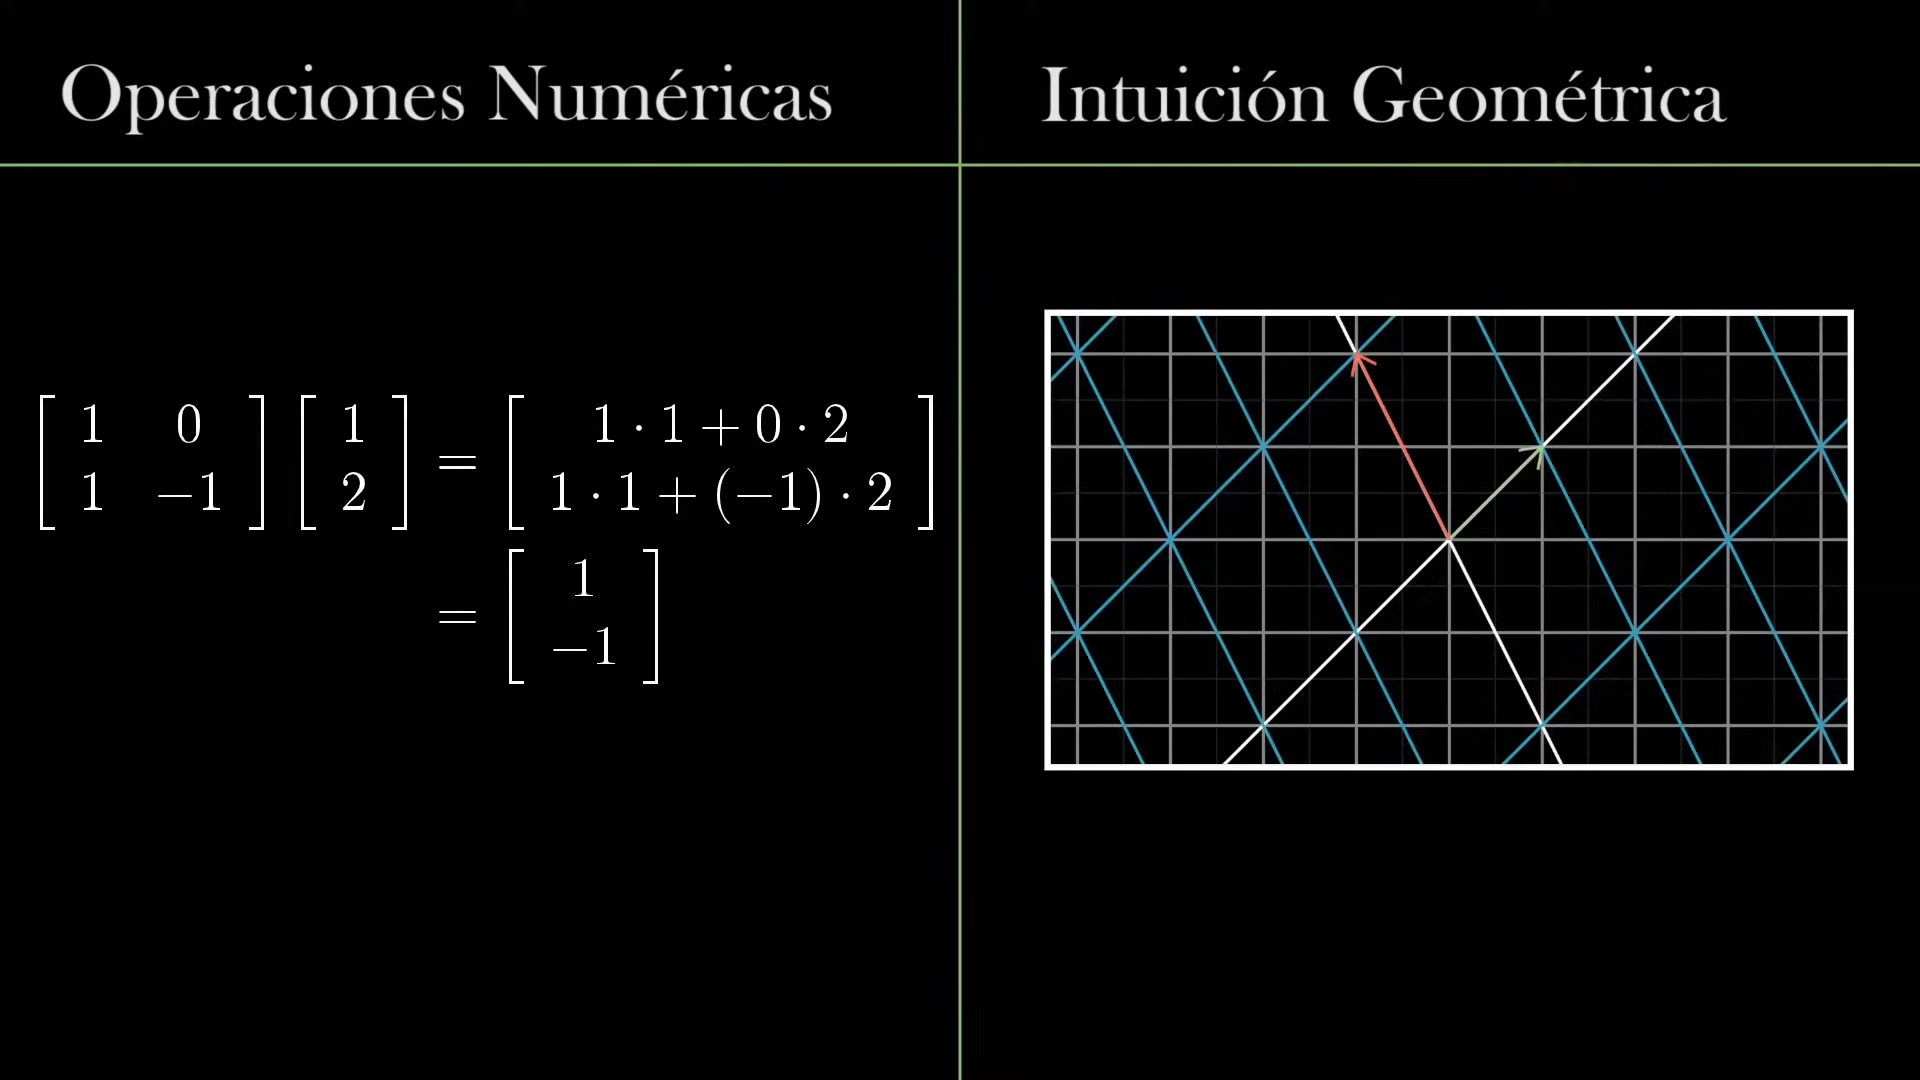 Operaciones Numéricas
Intuición Geométrica
[ 1 0 ] [ 1 ] = [ 1 · 1 + 0 · 2 ]
[ 1 −1 ] [ 2 ] [ 1 · 1 + (−1) · 2 ]
= [ 1 ]
[ −1 ]